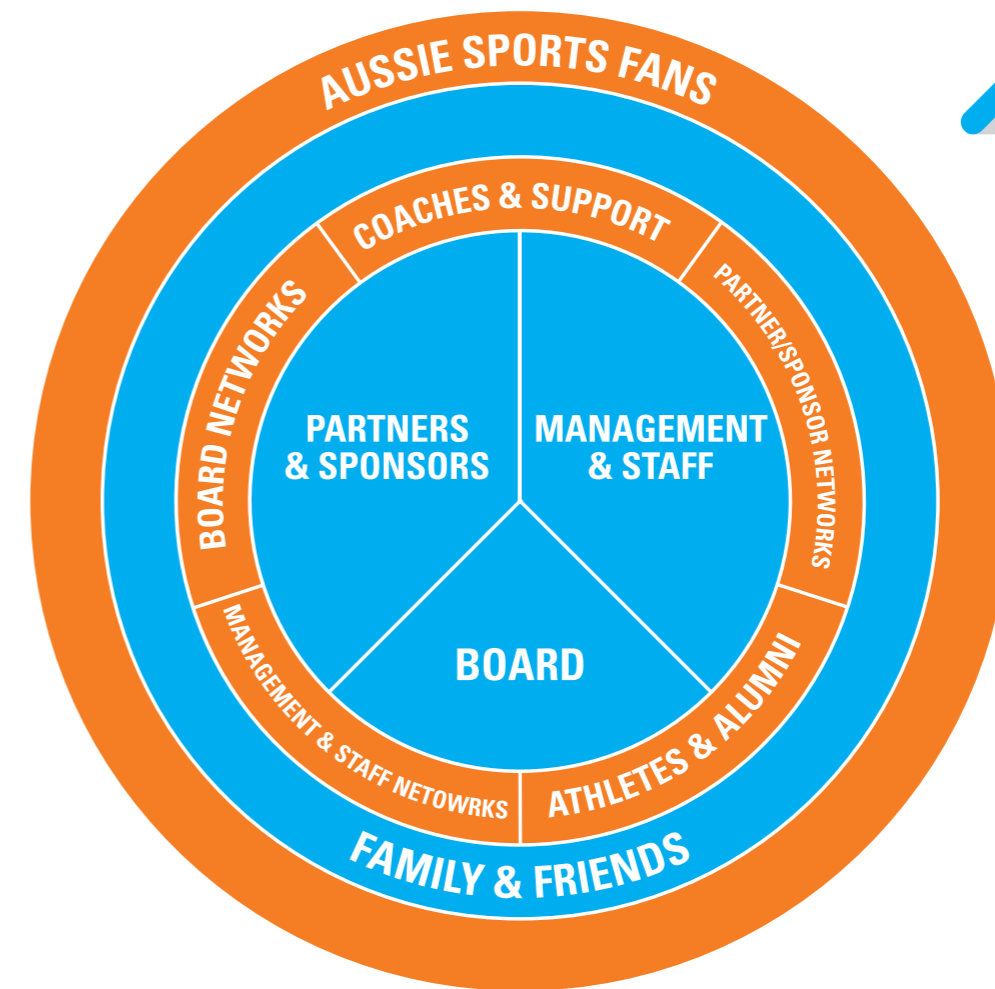 AUSSIE SPORTS FANS
COACHES & SUPPORT
PARTNER/SPONSOR NETWORKS
BOARD NETWORKS
PARTNERS
& SPONSORS
MANAGEMENT
& STAFF
BOARD
ATHLETES & ALUMNI
MANAGEMENT & STAFF NETOWRKS
FAMILY & FRIENDS